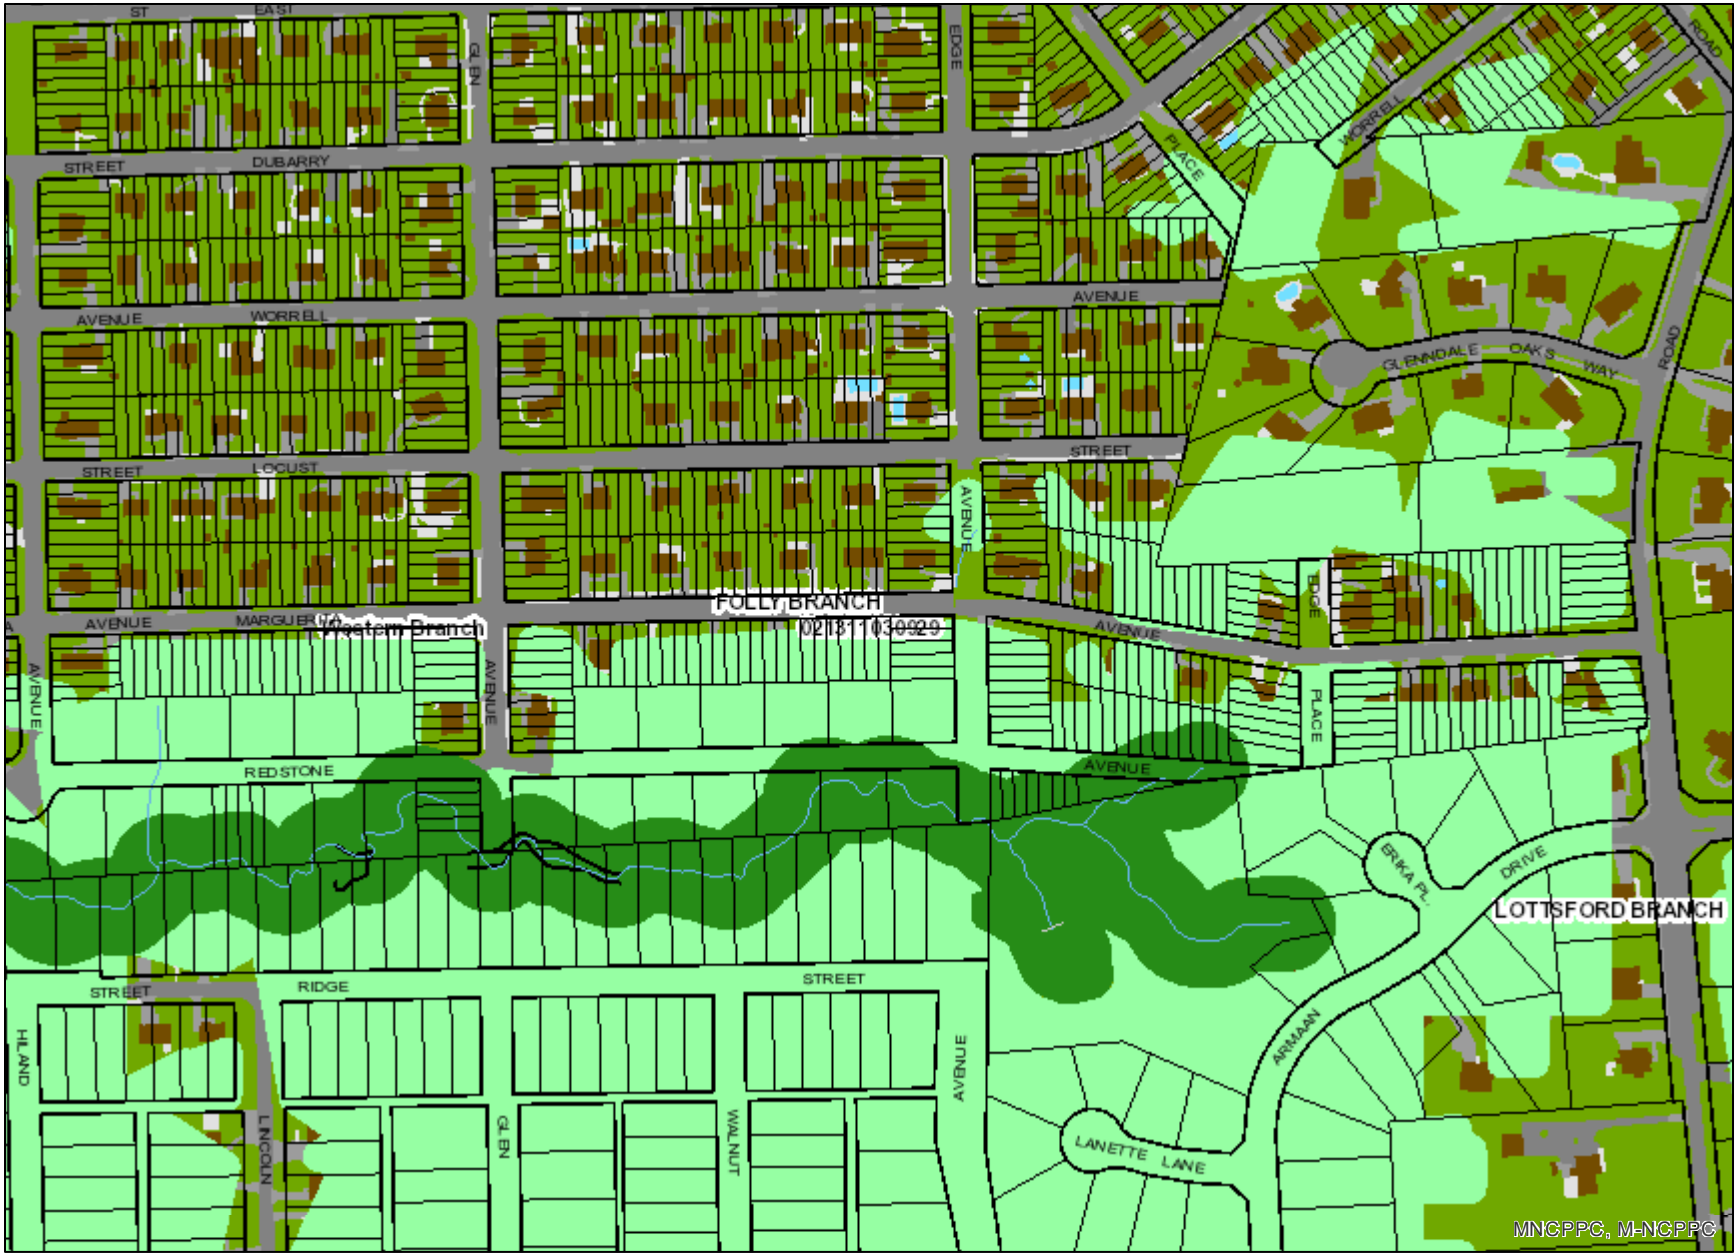 ST EAST
GLEN
EDGE
ROAD
STREET DUBARRY
PLACE
WORRELL
AVENUE WORRELL
AVENUE
GLENNDALE OAKS WAY
ROAD
STREET LOCUST
STREET
AVENUE
EDGE
AVENUE MARGUERITA
Western Branch
FOLLY BRANCH
021311030929
AVENUE
AVENUE
AVENUE
PLACE
REDSTONE
AVENUE
ERIKA PL.
DRIVE
LOTTSFORD BRANCH
STREET RIDGE
STREET
HILAND
AVENUE
ARMAAN
LINCOLN
GLEN
WALNUT
LANETTE LANE
MNCPPC, M-NCPPC